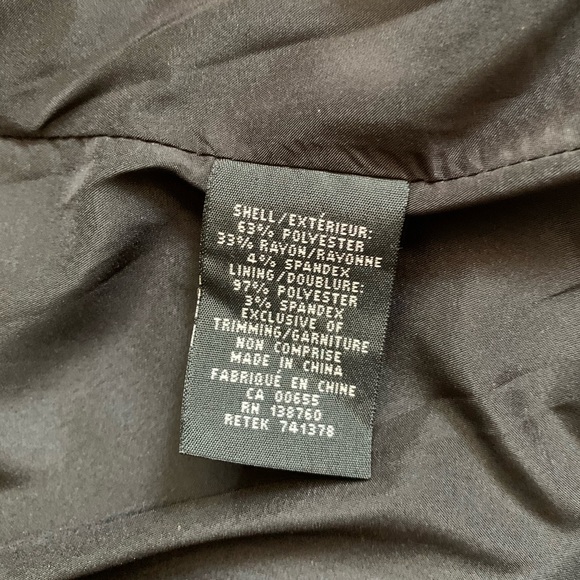 SHELL/EXTÉRIEUR:
63% POLYESTER
33% RAYON/RAYONNE
4% SPANDEX
LINING/DOUBLURE:
97% POLYESTER
3% SPANDEX
EXCLUSIVE OF
TRIMMING/GARNITURE
NON COMPRISE
MADE IN CHINA
FABRIQUÉ EN CHINE
CA 00655
RN 138760
RETEK 741378